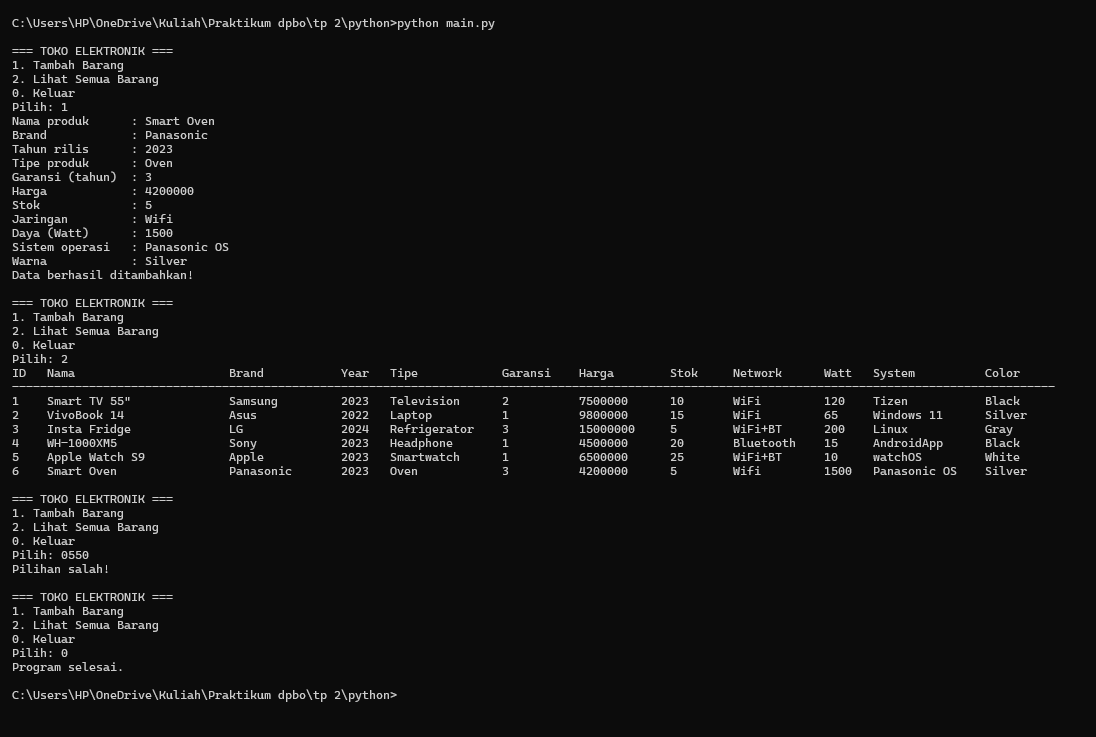 C:\Users\HP\OneDrive\Kuliah\Praktikum dpbo\tp 2\python>python main.py
=== TOKO ELEKTRONIK ===
1. Tambah Barang
2. Lihat Semua Barang
0. Keluar
Pilih: 1
Nama produk      : Smart Oven
Brand            : Panasonic
Tahun rilis      : 2023
Tipe produk      : Oven
Garansi (tahun)  : 3
Harga            : 4200000
Stok             : 5
Jaringan         : Wifi
Daya (Watt)      : 1500
Sistem operasi   : Panasonic OS
Warna            : Silver
Data berhasil ditambahkan!
=== TOKO ELEKTRONIK ===
1. Tambah Barang
2. Lihat Semua Barang
0. Keluar
Pilih: 2
ID   Nama                      Brand           Year   Tipe            Garansi    Harga        Stok     Network      Watt   System          Color
1    Smart TV 55"              Samsung         2023   Television      2          7500000      10       WiFi         120    Tizen           Black
2    VivoBook 14               Asus            2022   Laptop          1          9800000      15       WiFi         65     Windows 11      Silver
3    Insta Fridge              LG              2024   Refrigerator    3          15000000     5        WiFi+BT      200    Linux           Gray
4    WH-1000XM5                Sony            2023   Headphone       1          4500000      20       Bluetooth    15     AndroidApp      Black
5    Apple Watch S9            Apple           2023   Smartwatch      1          6500000      25       WiFi+BT      10     watchOS         White
6    Smart Oven                Panasonic       2023   Oven            3          4200000      5        Wifi         1500   Panasonic OS    Silver
=== TOKO ELEKTRONIK ===
1. Tambah Barang
2. Lihat Semua Barang
0. Keluar
Pilih: 0550
Pilihan salah!
=== TOKO ELEKTRONIK ===
1. Tambah Barang
2. Lihat Semua Barang
0. Keluar
Pilih: 0
Program selesai.
C:\Users\HP\OneDrive\Kuliah\Praktikum dpbo\tp 2\python>